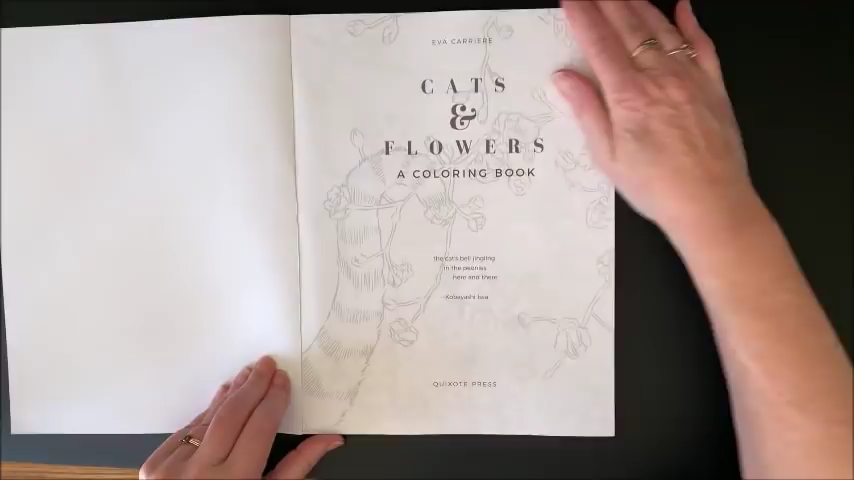 EVA CARRIERE
CATS
&
FLOWERS
A COLORING BOOK
the cat's bell jingling
in the peonies
here and there
-Kobayashi Issa
QUIXOTE PRESS